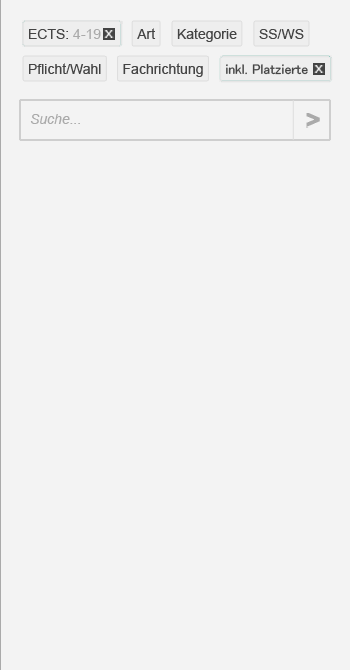 ECTS: 4-19 Art Kategorie SS/WS
Pflicht/Wahl Fachrichtung inkl. Platzierte
Suche...